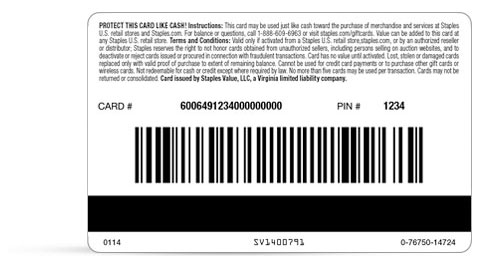 PROTECT THIS CARD LIKE CASH! Instructions: This card may be used just like cash toward the purchase of merchandise and services at Staples
U.S. retail stores and Staples.com. For balance or questions, call 1-888-609-6963 or visit staples.com/giftcards. Value can be added to this card at
any Staples U.S. retail store. Terms and Conditions: Valid only if activated from a Staples U.S. retail store,staples.com, or by an authorized reseller
or distributor; Staples reserves the right to not honor cards obtained from unauthorized sellers, including persons selling on auction websites, and to
deactivate or reject cards issued or procured in connection with fraudulent transactions. Card has no value until activated. Lost, stolen or damaged cards
replaced only with valid proof of purchase to extent of remaining balance. Cannot be used for credit card payments or to purchase other gift cards or
wireless cards. Not redeemable for cash or credit except where required by law. No more than five cards may be used per transaction. Cards may not be
returned or consolidated. Card issued by Staples Value, LLC, a Virginia limited liability company.
CARD # 6006491234000000000 PIN # 1234
0114 SV1400791 0-76750-14724